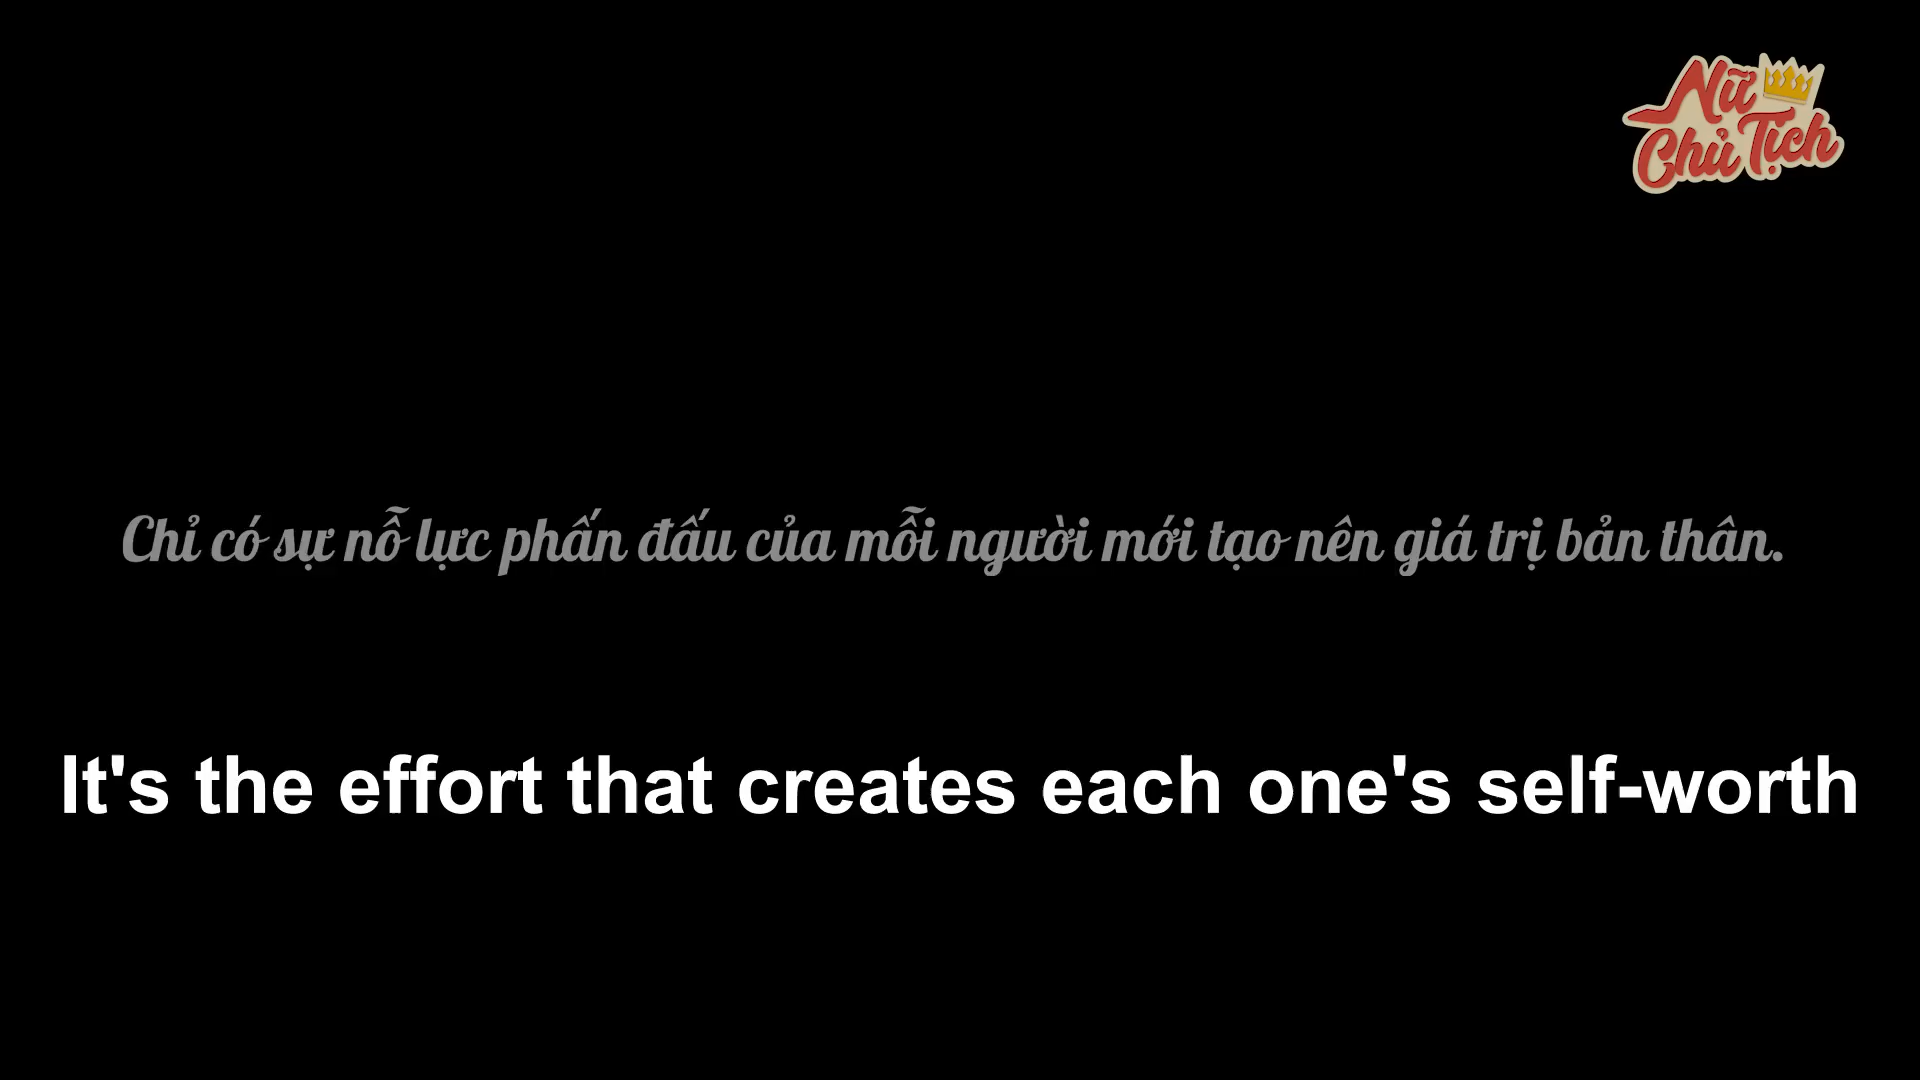 Nữ
Chủ Tịch
Chỉ có sự nỗ lực phấn đấu của mỗi người mới tạo nên giá trị bản thân.
It's the effort that creates each one's self-worth